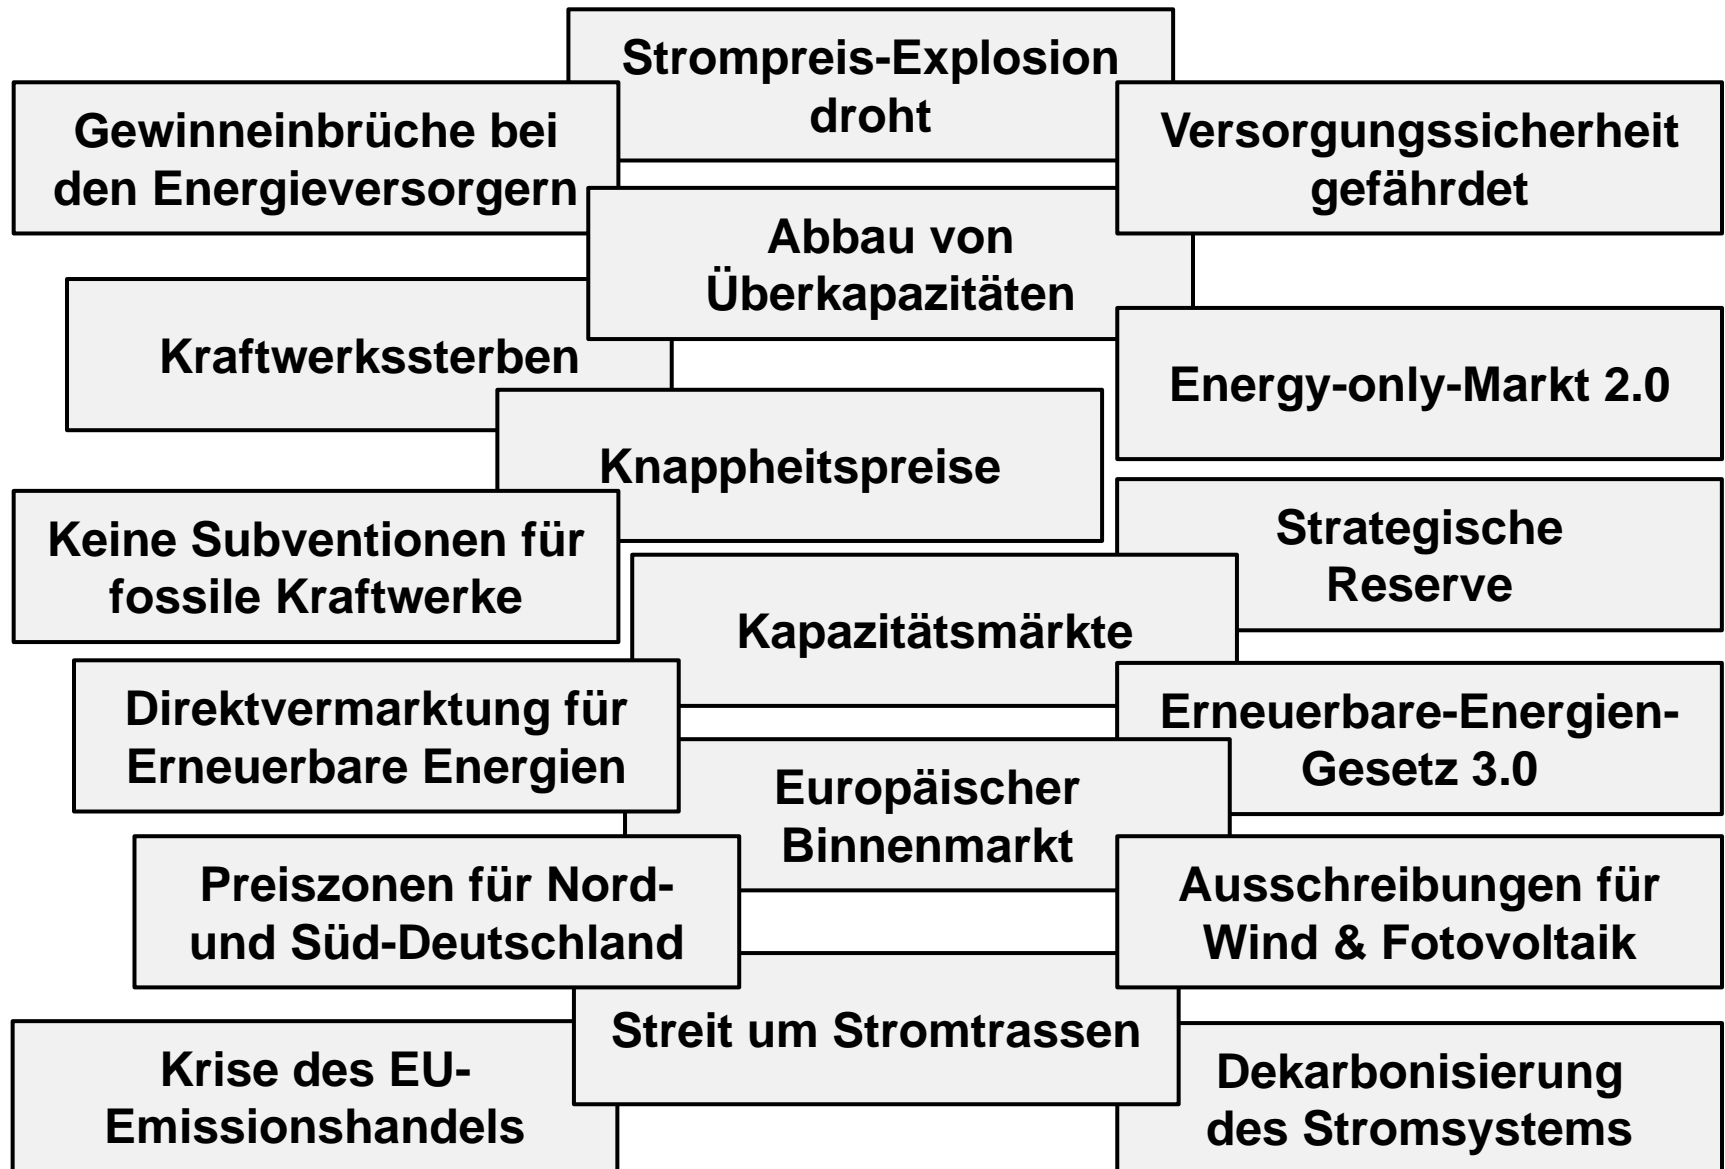 Strompreis-Explosion
droht
Gewinneinbrüche bei
den Energieversorgern
Versorgungssicherheit
gefährdet
Abbau von
Überkapazitäten
Kraftwerkssterben
Energy-only-Markt 2.0
Knappheitspreise
Keine Subventionen für
fossile Kraftwerke
Strategische
Reserve
Kapazitätsmärkte
Direktvermarktung für
Erneuerbare Energien
Erneuerbare-Energien-
Gesetz 3.0
Europäischer
Binnenmarkt
Preiszonen für Nord-
und Süd-Deutschland
Ausschreibungen für
Wind & Fotovoltaik
Streit um Stromtrassen
Krise des EU-
Emissionshandels
Dekarbonisierung
des Stromsystems